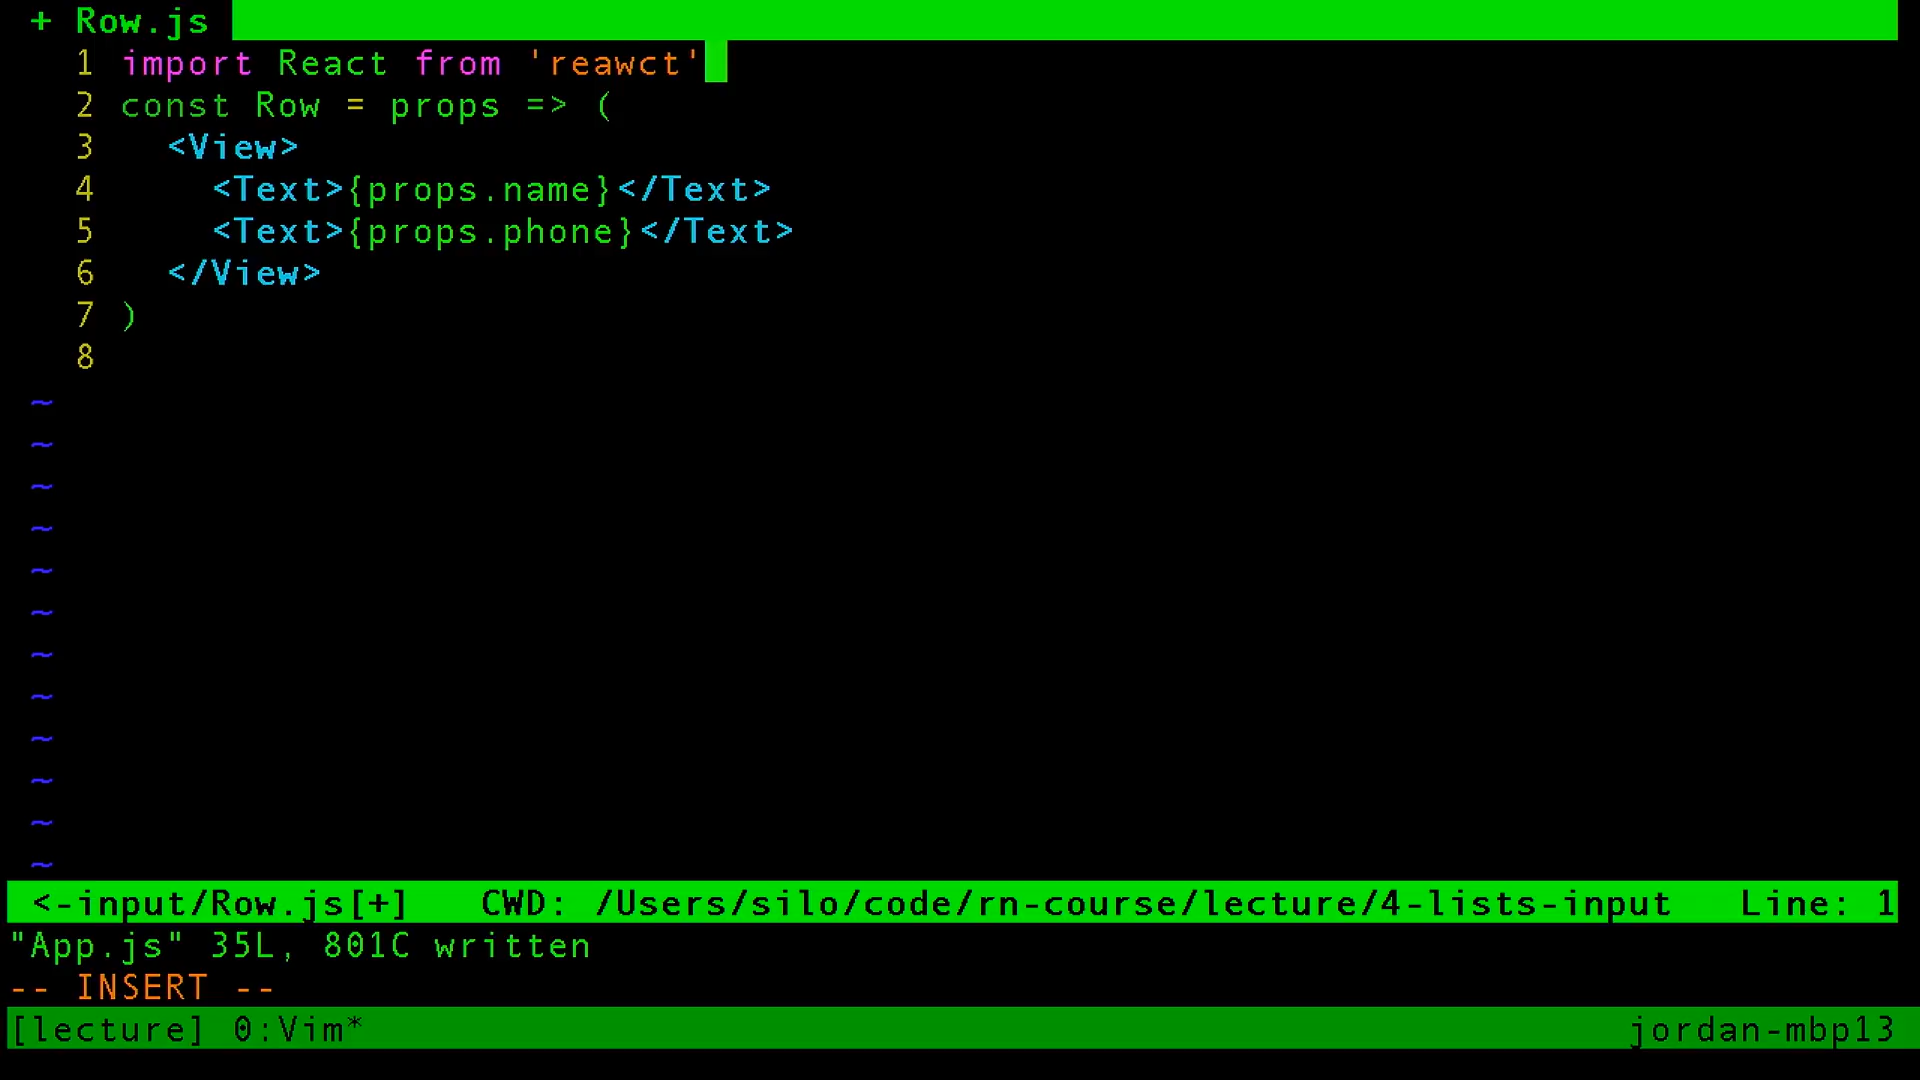 + Row.js
1 import React from 'reawct'
2 const Row = props => (
3   <View>
4     <Text>{props.name}</Text>
5     <Text>{props.phone}</Text>
6   </View>
7 )
8
~
~
~
~
~
~
~
~
~
~
~
~
<-input/Row.js[+]   CWD: /Users/silo/code/rn-course/lecture/4-lists-input   Line: 1
"App.js" 35L, 801C written
-- INSERT --
[lecture] 0:Vim* jordan-mbp13